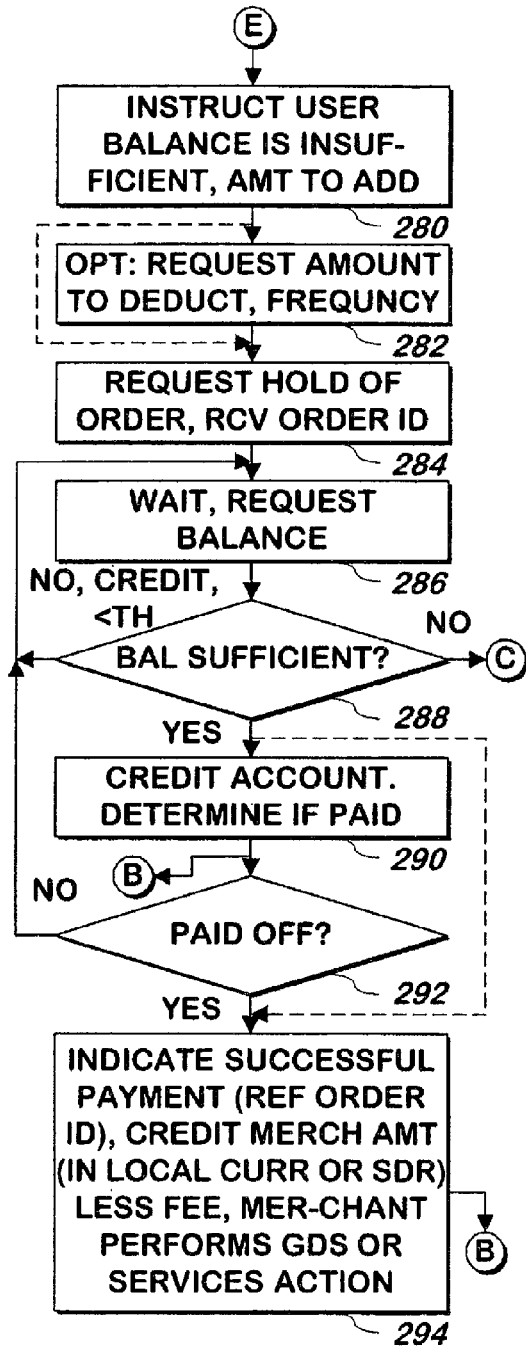 E
INSTRUCT USER
BALANCE IS INSUF-
FICIENT, AMT TO ADD
280
OPT: REQUEST AMOUNT
TO DEDUCT, FREQUNCY
282
REQUEST HOLD OF
ORDER, RCV ORDER ID
284
WAIT, REQUEST
BALANCE
286
NO, CREDIT,
<TH
NO
BAL SUFFICIENT?
C
288
YES
CREDIT ACCOUNT.
DETERMINE IF PAID
290
B
NO
PAID OFF?
292
YES
INDICATE SUCCESSFUL
PAYMENT (REF ORDER
ID), CREDIT MERCH AMT
(IN LOCAL CURR OR SDR)
LESS FEE, MER-CHANT
PERFORMS GDS OR
SERVICES ACTION
B
294